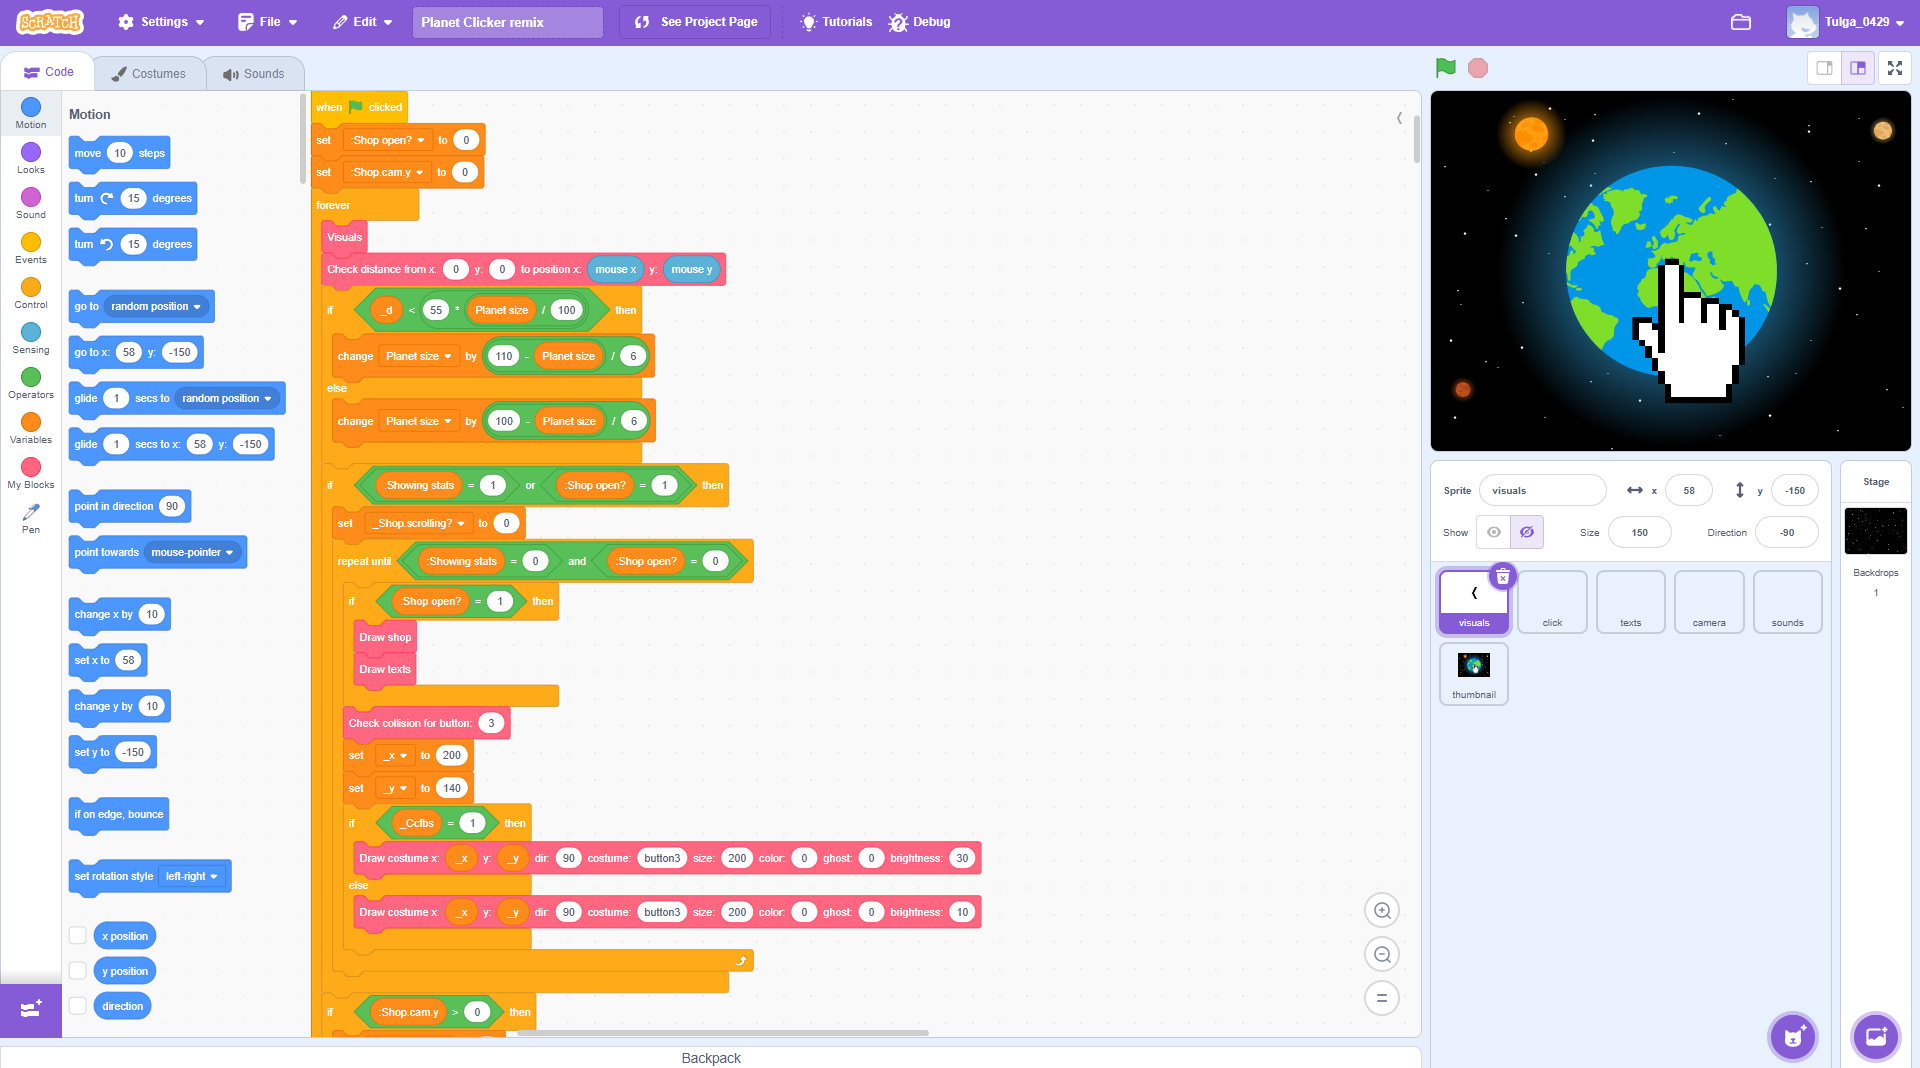 SCRATCH Settings File Edit Planet Clicker remix See Project Page Tutorials Debug Tulga_0429
Code Costumes Sounds
Motion
Looks
Sound
Events
Control
Sensing
Operators
Variables
My Blocks
Pen
Motion
move 10 steps
turn 15 degrees
turn 15 degrees
go to random position
go to x: 58 y: -150
glide 1 secs to random position
glide 1 secs to x: 58 y: -150
point in direction 90
point towards mouse-pointer
change x by 10
set x to 58
change y by 10
set y to -150
if on edge, bounce
set rotation style left-right
x position
y position
direction
when clicked
set :Shop open? to 0
set :Shop.cam.y to 0
forever
Visuals
Check distance from x: 0 y: 0 to position x: mouse x y: mouse y
if _d < 55 * Planet size / 100 then
change Planet size by 110 - Planet size / 6
else
change Planet size by 100 - Planet size / 6
if :Showing stats = 1 or :Shop open? = 1 then
set _Shop.scrolling? to 0
repeat until :Showing stats = 0 and :Shop open? = 0
if :Shop open? = 1 then
Draw shop
Draw texts
Check collision for button: 3
set _x to 200
set _y to 140
if _Ccfbs = 1 then
Draw costume x: _x y: _y dir: 90 costume: button3 size: 200 color: 0 ghost: 0 brightness: 30
else
Draw costume x: _x y: _y dir: 90 costume: button3 size: 200 color: 0 ghost: 0 brightness: 10
if :Shop.cam.y > 0 then
Backpack
Sprite visuals x 58 y -150
Show Size 150 Direction -90
visuals click texts camera sounds
thumbnail
Stage
Backdrops
1